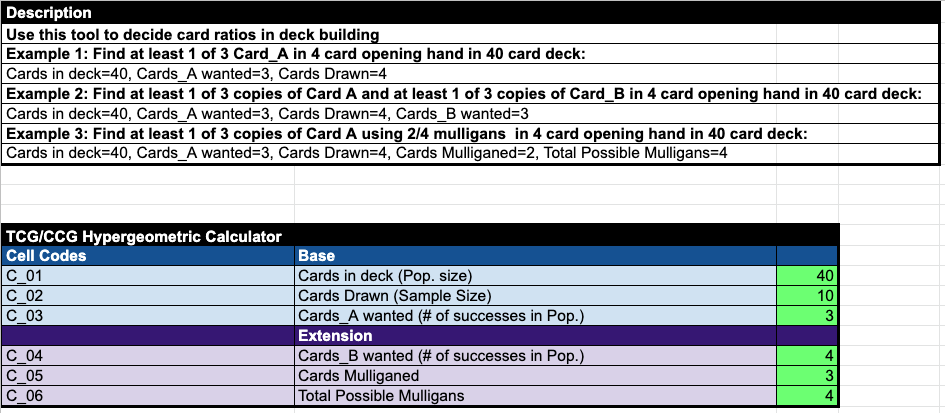 Description
Use this tool to decide card ratios in deck building
Example 1: Find at least 1 of 3 Card_A in 4 card opening hand in 40 card deck:
Cards in deck=40, Cards_A wanted=3, Cards Drawn=4
Example 2: Find at least 1 of 3 copies of Card A and at least 1 of 3 copies of Card_B in 4 card opening hand in 40 card deck:
Cards in deck=40, Cards_A wanted=3, Cards Drawn=4, Cards_B wanted=3
Example 3: Find at least 1 of 3 copies of Card A using 2/4 mulligans  in 4 card opening hand in 40 card deck:
Cards in deck=40, Cards_A wanted=3, Cards Drawn=4, Cards Mulliganed=2, Total Possible Mulligans=4
TCG/CCG Hypergeometric Calculator
Cell Codes Base
C_01 Cards in deck (Pop. size) 40
C_02 Cards Drawn (Sample Size) 10
C_03 Cards_A wanted (# of successes in Pop.) 3
Extension
C_04 Cards_B wanted (# of successes in Pop.) 4
C_05 Cards Mulliganed 3
C_06 Total Possible Mulligans 4